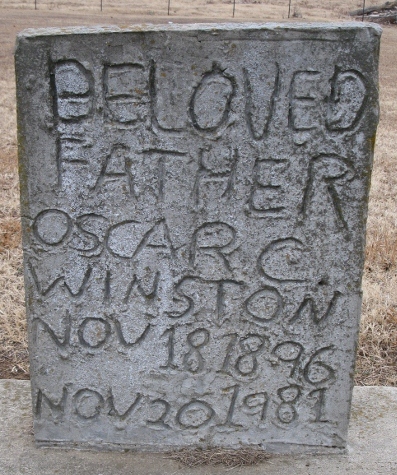 BELOVED
FATHER
OSCAR C.
WINSTON
NOV 18 1896
NOV 20 1981